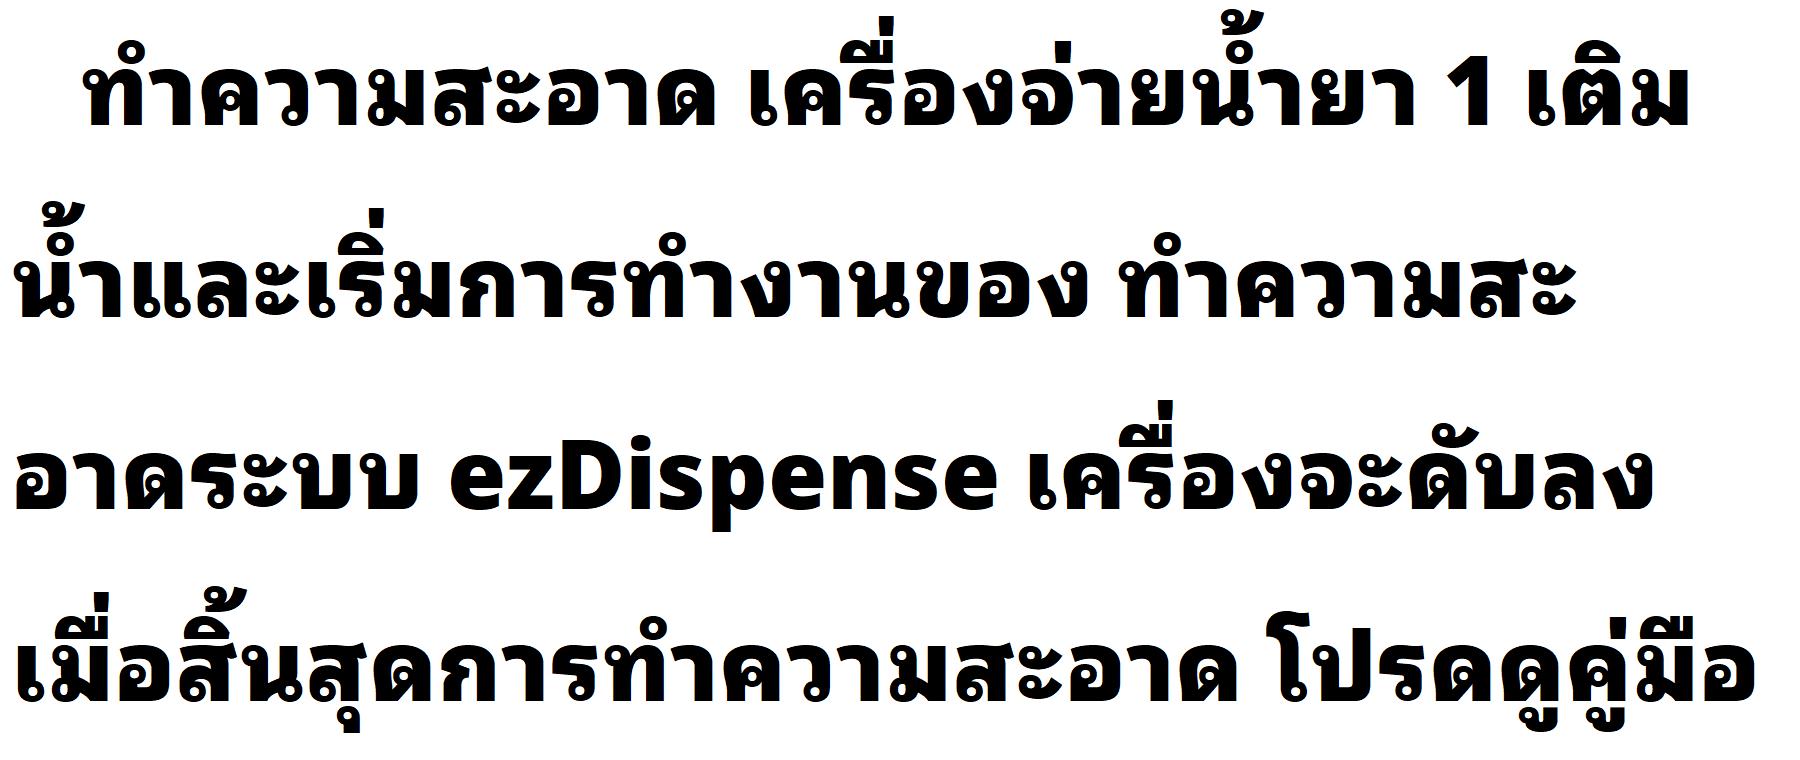 ทำความสะอาด เครื่องจ่ายน้ำยา 1 เติม
น้ำและเริ่มการทำงานของ ทำความสะ
อาดระบบ ezDispense เครื่องจะดับลง
เมื่อสิ้นสุดการทำความสะอาด โปรดดูคู่มือ